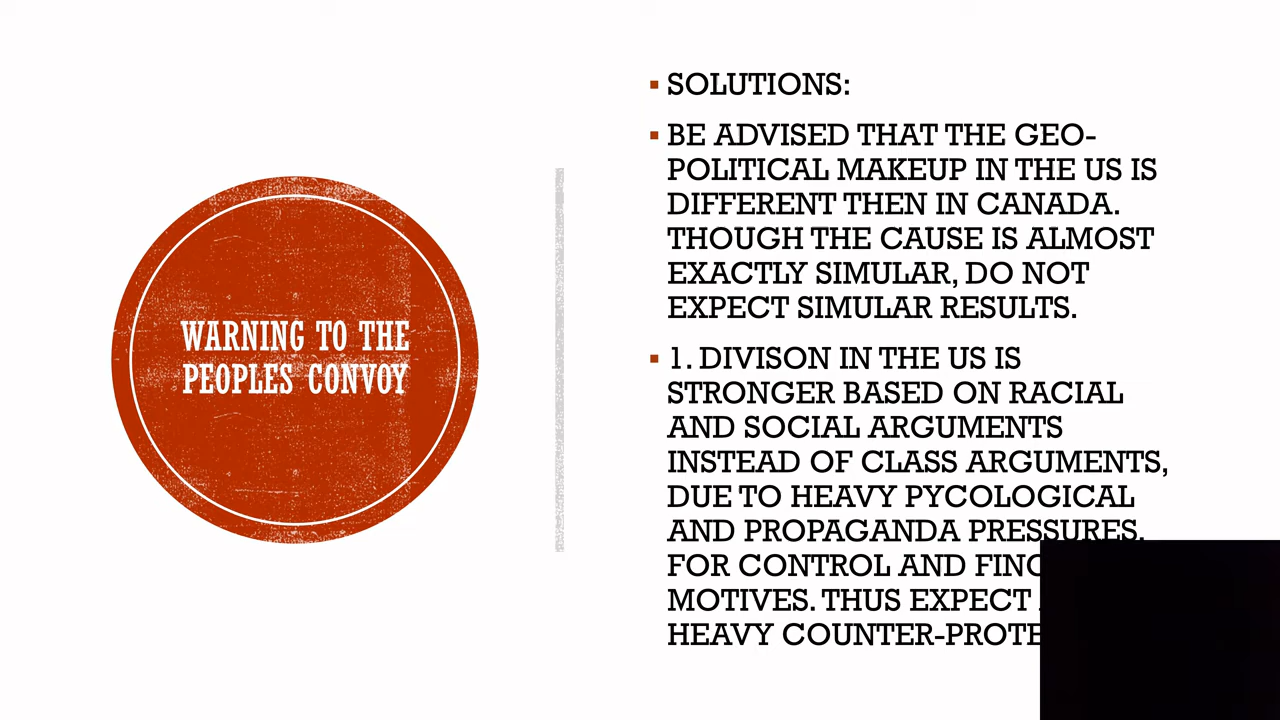 WARNING TO THE
PEOPLES CONVOY
SOLUTIONS:
BE ADVISED THAT THE GEO-
POLITICAL MAKEUP IN THE US IS
DIFFERENT THEN IN CANADA.
THOUGH THE CAUSE IS ALMOST
EXACTLY SIMULAR, DO NOT
EXPECT SIMULAR RESULTS.
1. DIVISON IN THE US IS
STRONGER BASED ON RACIAL
AND SOCIAL ARGUMENTS
INSTEAD OF CLASS ARGUMENTS,
DUE TO HEAVY PYCOLOGICAL
AND PROPAGANDA PRESSURES.
FOR CONTROL AND
MOTIVES. THUS EXPECT
HEAVY